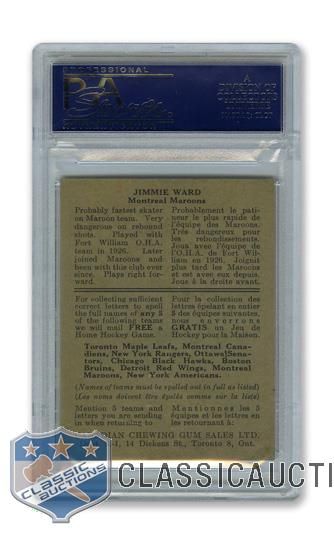 PROFESSIONAL
PSA
A
DIVISION OF
JIMMIE WARD
Montreal Maroons
Probably fastest skater
on Maroon team. Very
dangerous on rebound
shots. Played with
Fort William O.H.A.
team in 1926. Later
joined Maroons and
been with this club ever
since. Plays right for-
ward.
Probablement le pati-
neur le plus rapide de
l'équipe des Maroons.
Très dangereux pour
les rebondissements.
Joua avec l'équipe de
l'O.H.A. de Fort Wil-
liam en 1926. Joignit
plus tard les Maroons
et est avec eux depuis.
Joue à la droite avant.
For collecting sufficient
correct letters to spell
the full names of any 5
of the following teams
we will mail FREE a
Home Hockey Game.
Pour la collection des
lettres épelant en entier
5 des équipes suivantes,
nous enverrons
GRATIS un Jeu de
Hockey pour la Maison.
Toronto Maple Leafs, Montreal Cana-
diens, New York Rangers, Ottawa Sena-
tors, Chicago Black Hawks, Boston
Bruins, Detroit Red Wings, Montreal
Maroons, New York Americans.
(Names of teams must be spelled out in full as listed)
(Les noms doivent être épelés comme sur la liste)
Mention 5 teams and
letters you are sending
in when returning to
Mentionnez les 5
équipes et les lettres en
les retournant à:
DIAN CHEWING GUM SALES LTD.
14 Dickens St., Toronto 8, Ont.
CLASSIC
AUCTIONS
CLASSICAUCTI